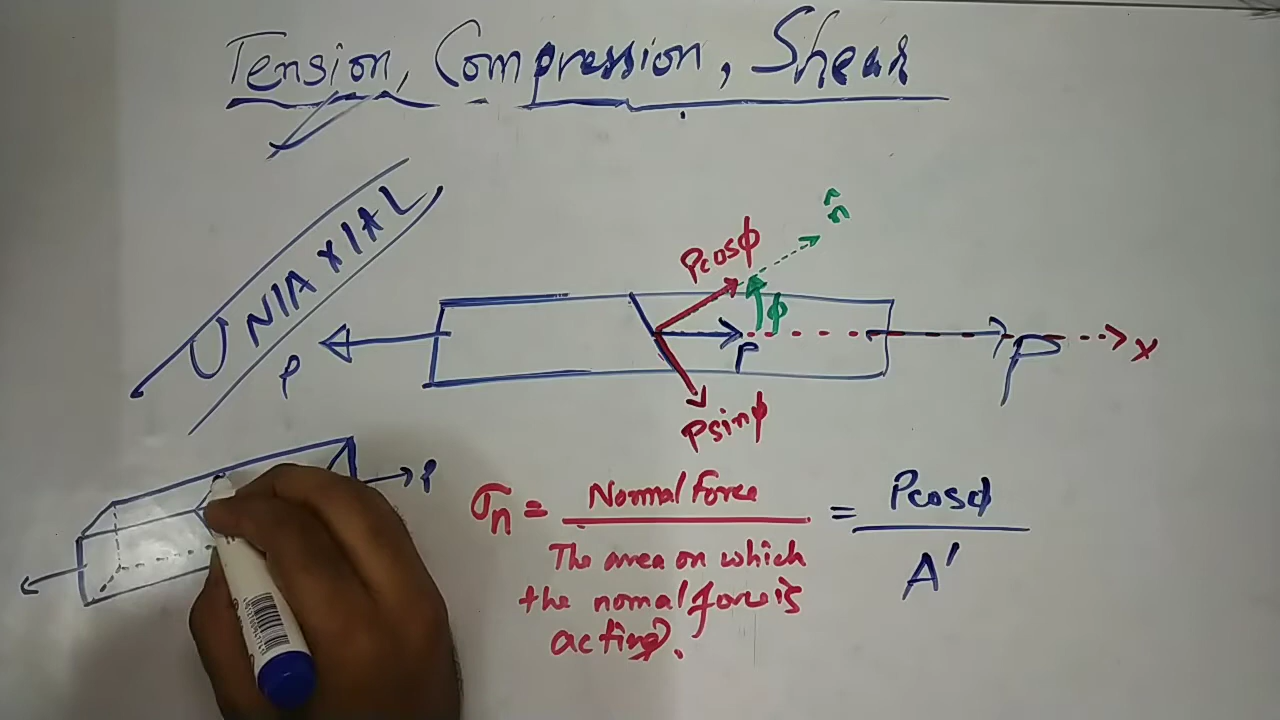 Tension, Compression, Shear
UNIAXIAL
n̂
Pcosϕ
ϕ
P
P
P
x
Psinϕ
P
σn = Normal Force / The area on which the normal force is acting. = Pcosϕ / A'